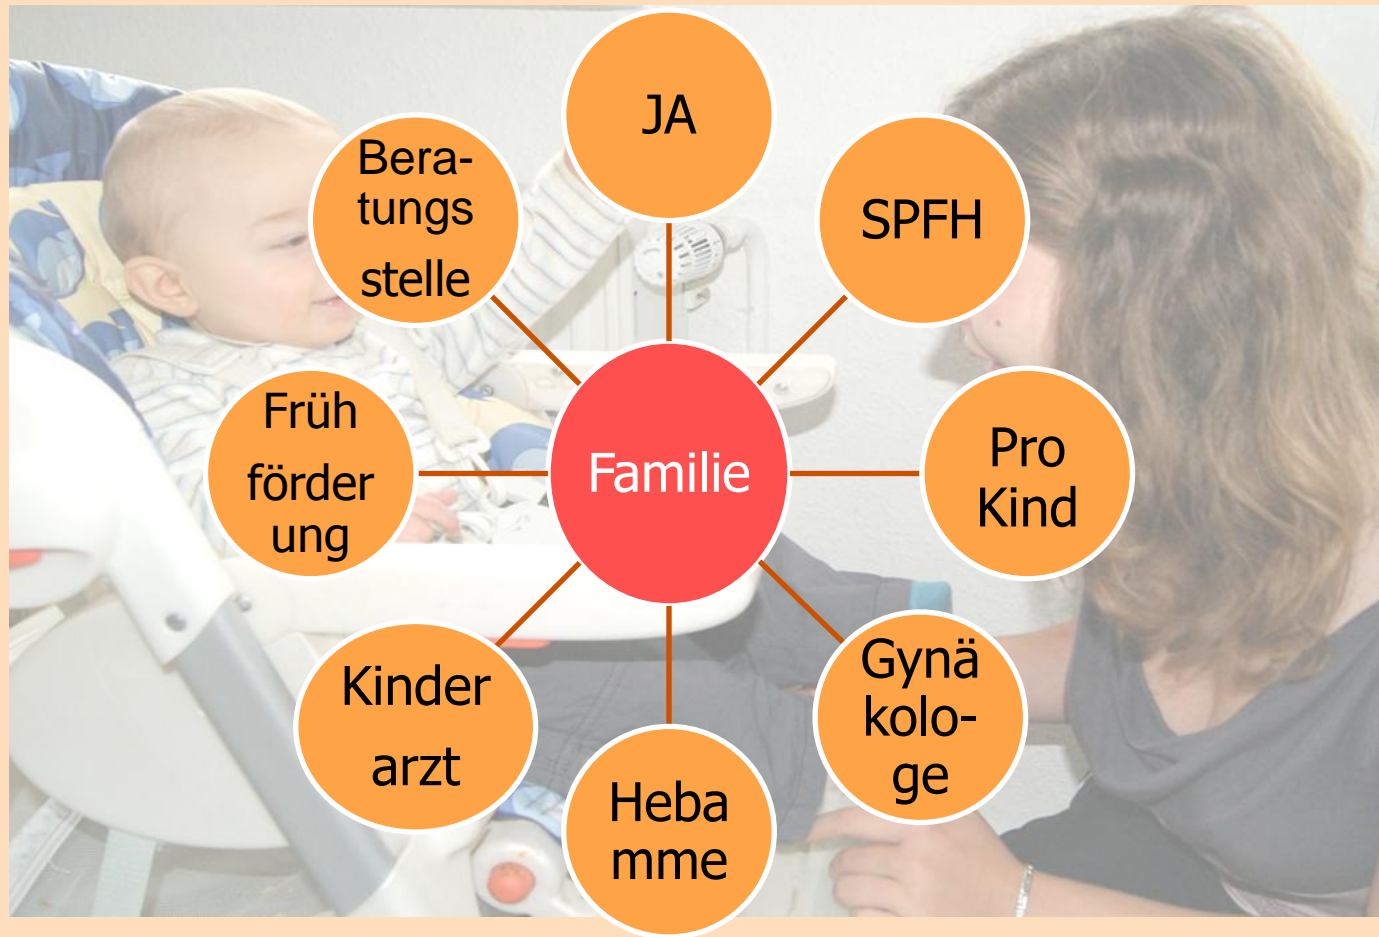 JA
Bera-
tungs
stelle
SPFH
Früh
förder
ung
Familie
Pro
Kind
Kinder
arzt
Gynä
kolo-
ge
Heba
mme